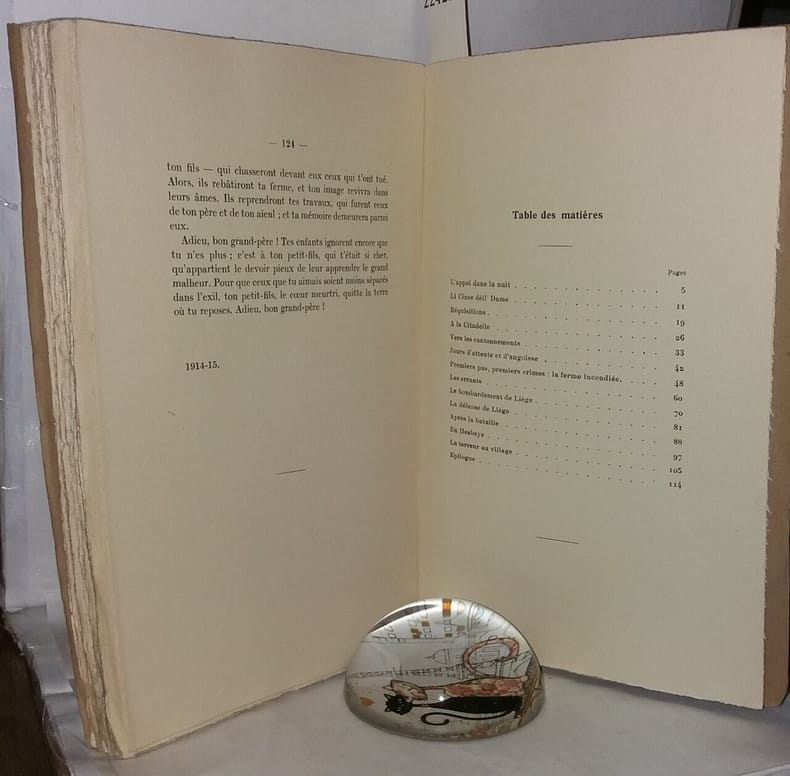 — 124 —
ton fils — qui chasseront devant eux ceux qui t'ont tué.
Alors, ils rebâtiront ta ferme, et ton image revivra dans
leurs âmes. Ils reprendront tes travaux, qui furent ceux
de ton père et de ton aïeul ; et ta mémoire demeurera parmi
eux.
Adieu, bon grand-père ! Tes enfants ignorent encore que
tu n'es plus ; c'est à ton petit-fils, qui t'était si cher,
qu'appartient le devoir pieux de leur apprendre le grand
malheur. Pour que ceux que tu aimais soient moins séparés
dans l'exil, ton petit-fils, le cœur meurtri, quitte la terre
où tu reposes. Adieu, bon grand-père !
1914-15.
Table des matières
Pages
L'appel dans la nuit . . . . . . . . . . . . 5
Li Cinse dèll' Dame . . . . . . . . . . . . 11
Réquisitions . . . . . . . . . . . . 19
A la Citadelle . . . . . . . . . . . . 26
Vers les cantonnements . . . . . . . . . . . . 33
Jours d'attente et d'angoisse . . . . . . . . . . . 42
Premiers pas, premiers crimes : la ferme incendiée. . . . . 48
Les errants . . . . . . . . . . . . 60
Le bombardement de Liége . . . . . . . . . . . 70
La défense de Liége . . . . . . . . . . . . 81
Après la bataille . . . . . . . . . . . . 88
En Hesbaye . . . . . . . . . . . . 97
La terreur au village . . . . . . . . . . . . 105
Epilogue . . . . . . . . . . . . 114